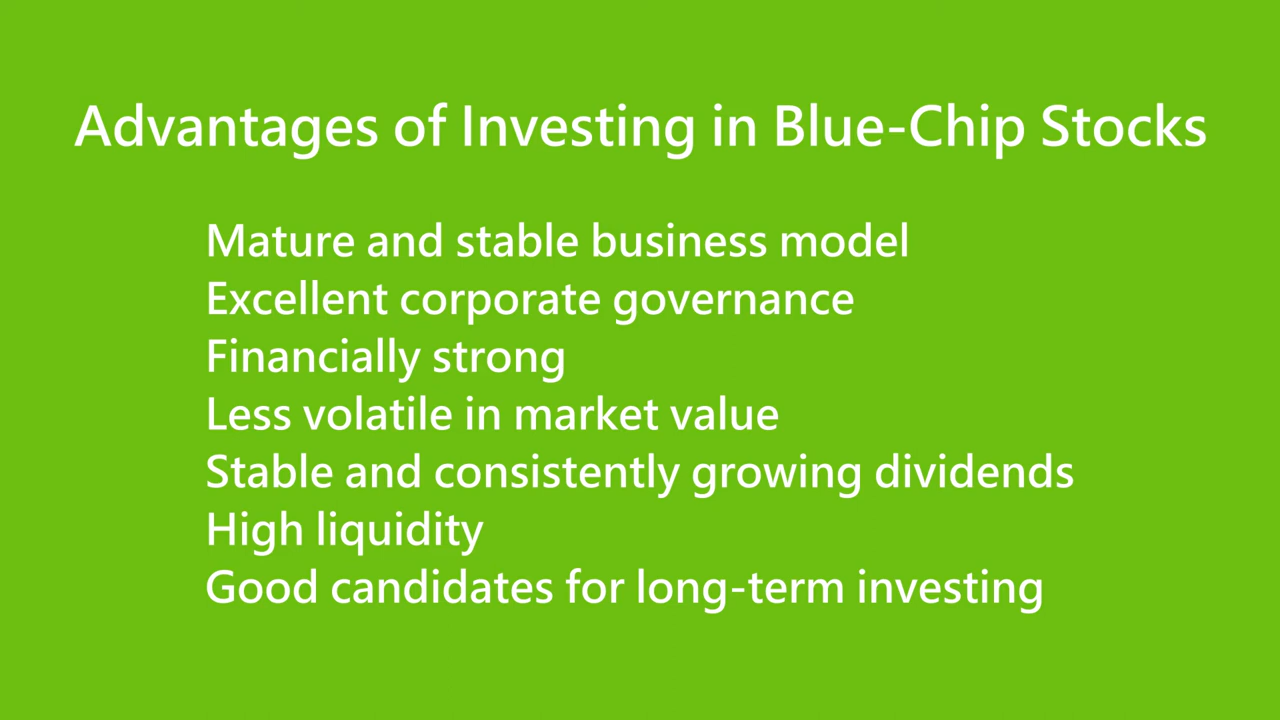 Advantages of Investing in Blue-Chip Stocks
Mature and stable business model
Excellent corporate governance
Financially strong
Less volatile in market value
Stable and consistently growing dividends
High liquidity
Good candidates for long-term investing